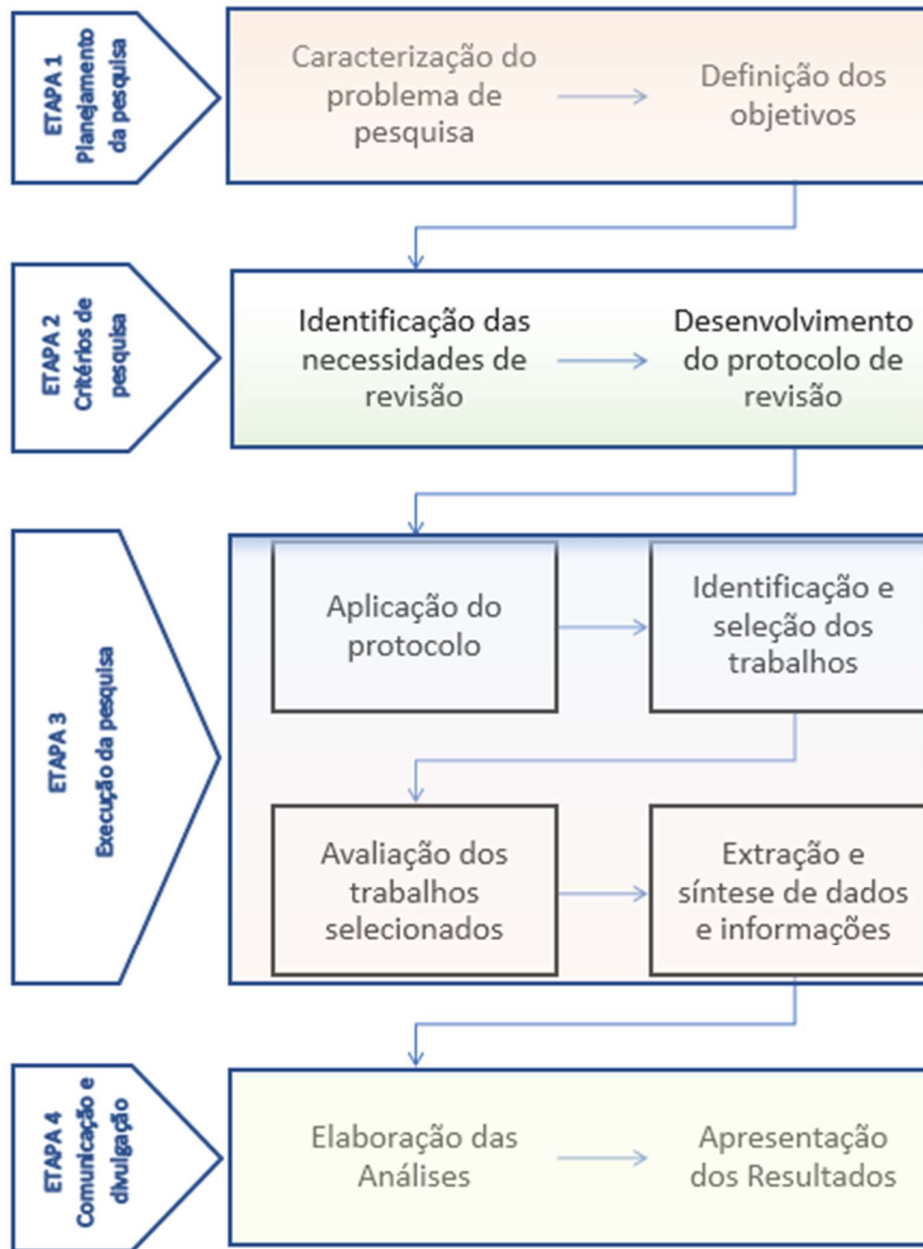 ETAPA 1
Planejamento
da pesquisa
Caracterização do
problema de
pesquisa
Definição dos
objetivos
ETAPA 2
Critérios de
pesquisa
Identificação das
necessidades de
revisão
Desenvolvimento
do protocolo de
revisão
ETAPA 3
Execução da pesquisa
Aplicação do
protocolo
Identificação e
seleção dos
trabalhos
Avaliação dos
trabalhos
selecionados
Extração e
síntese de dados
e informações
ETAPA 4
Comunicação e
divulgação
Elaboração das
Análises
Apresentação
dos Resultados